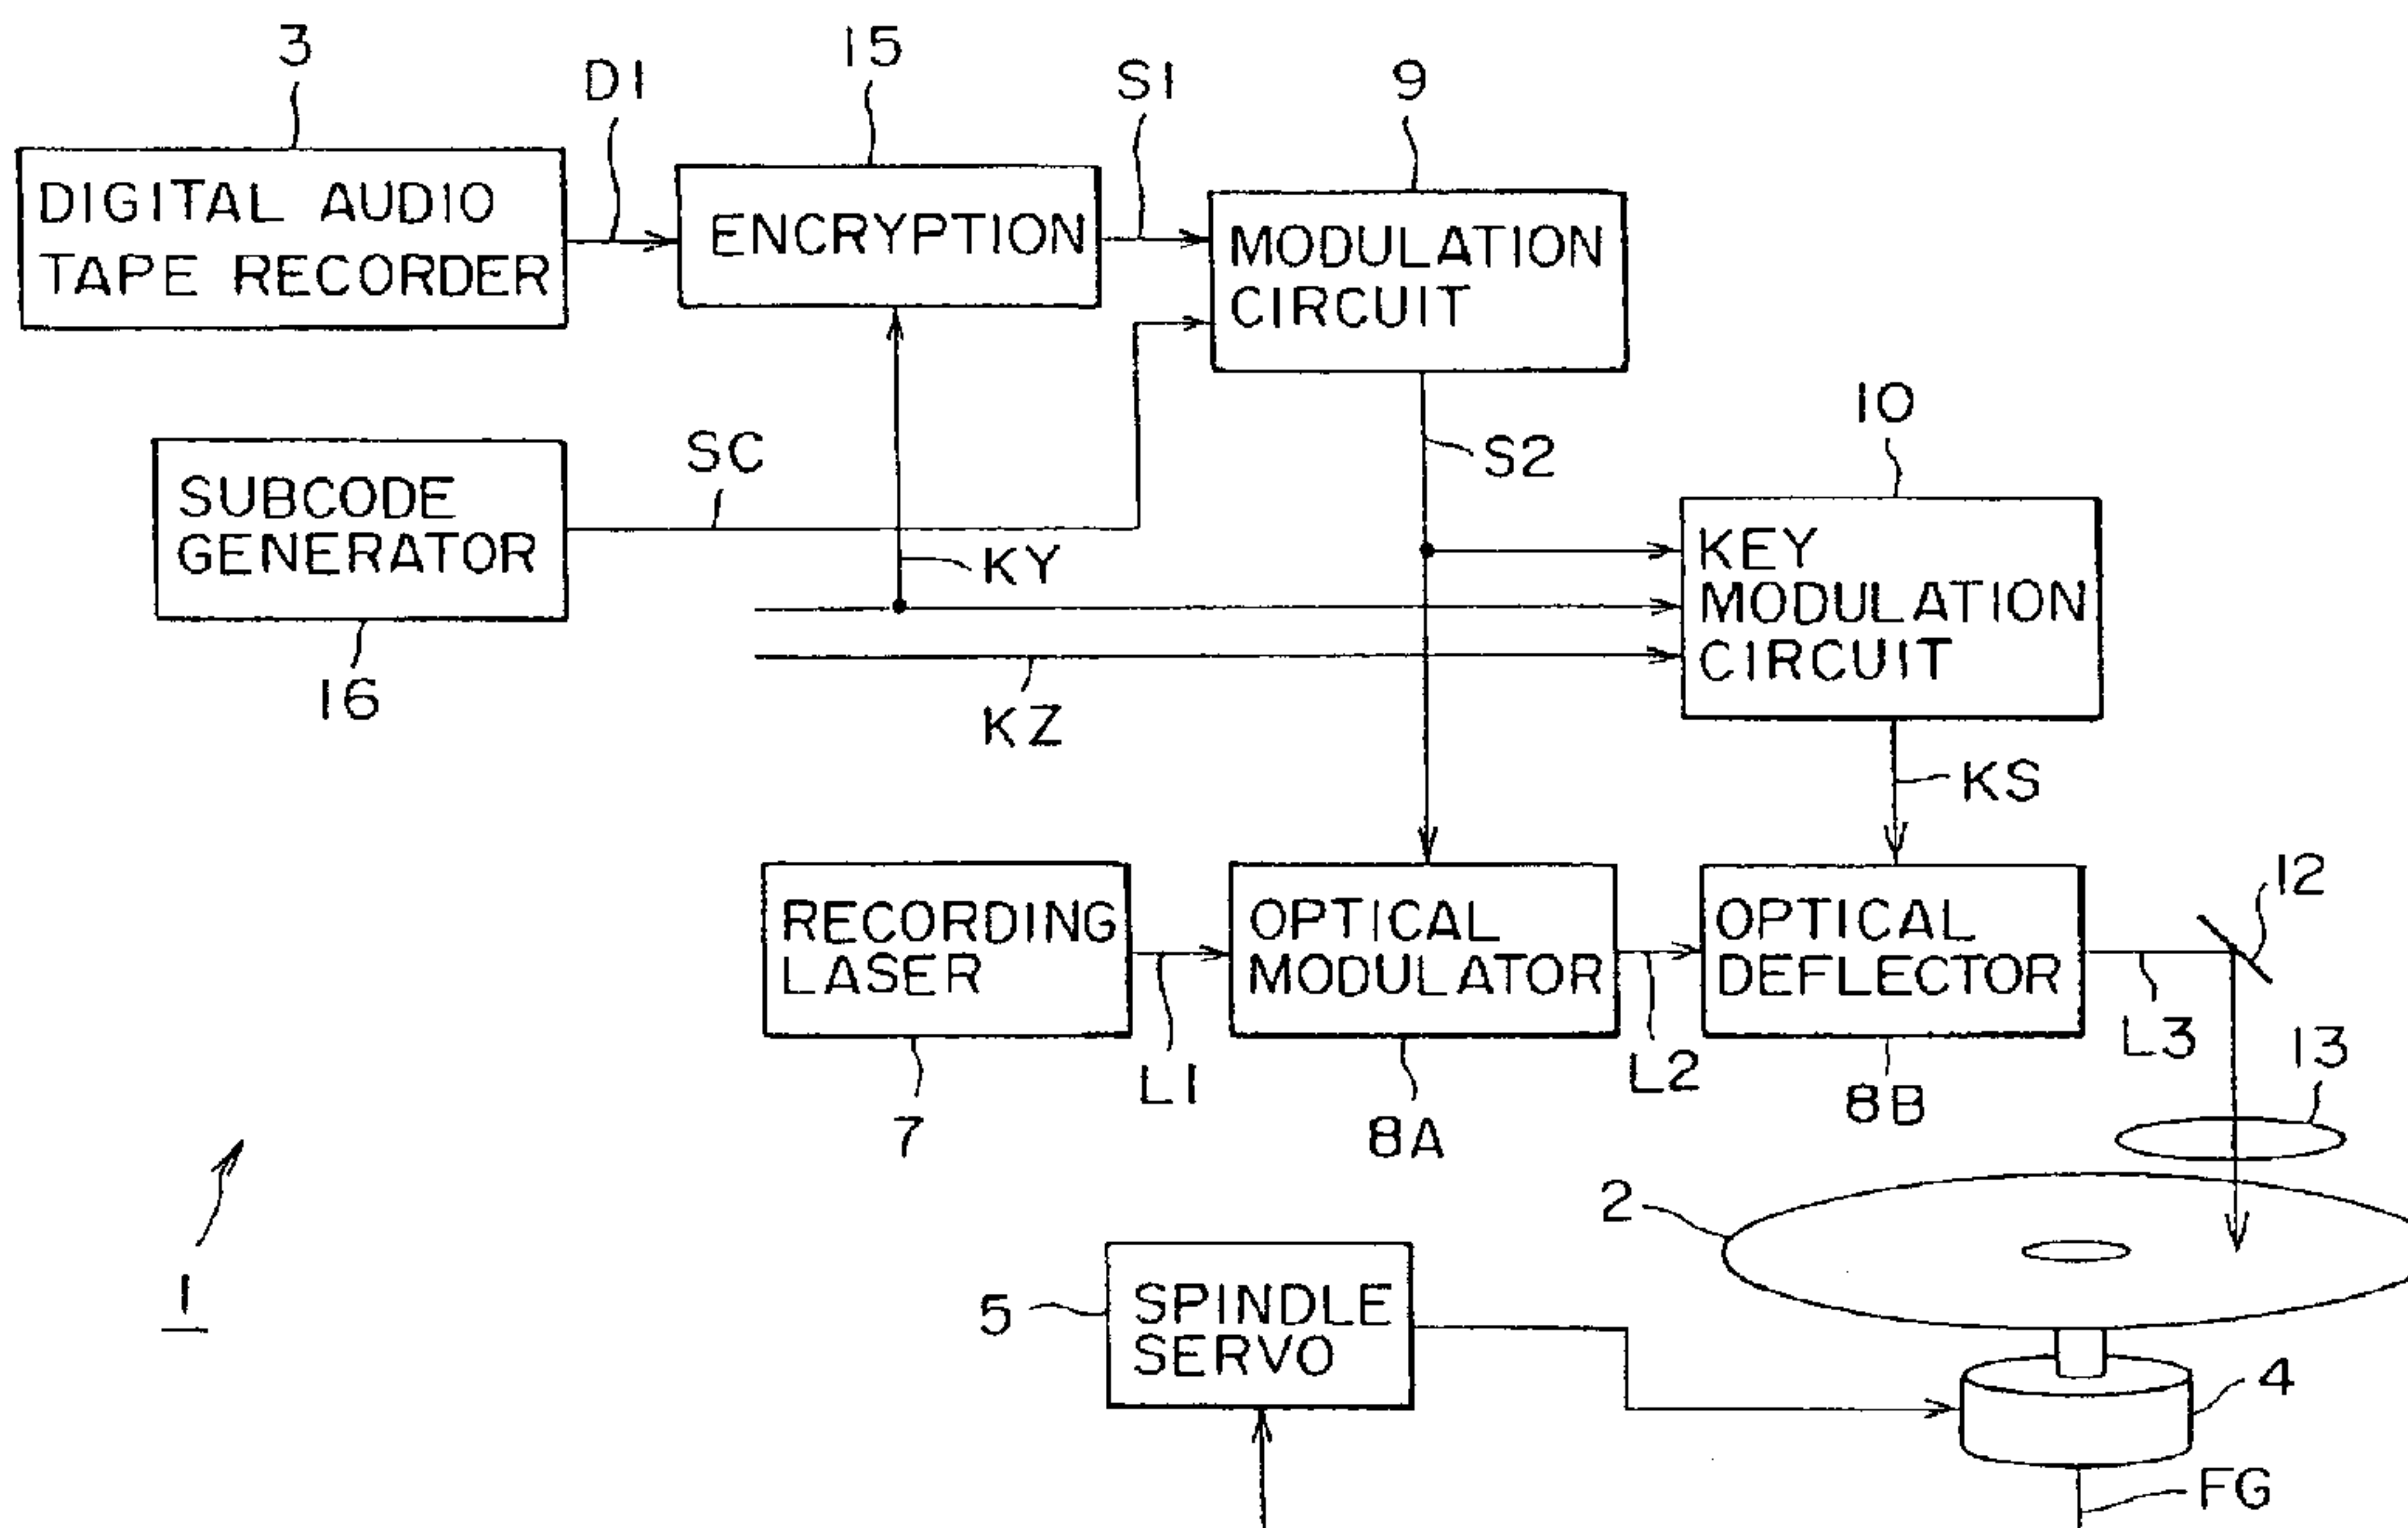 3
D1
15
S1
9
DIGITAL AUDIO
TAPE RECORDER
ENCRYPTION
MODULATION
CIRCUIT
10
SUBCODE
GENERATOR
SC
S2
KY
KEY
MODULATION
CIRCUIT
16
KZ
KS
12
RECORDING
LASER
OPTICAL
MODULATOR
OPTICAL
DEFLECTOR
L1
L2
L3
13
7
8A
8B
2
1
5
SPINDLE
SERVO
4
FG